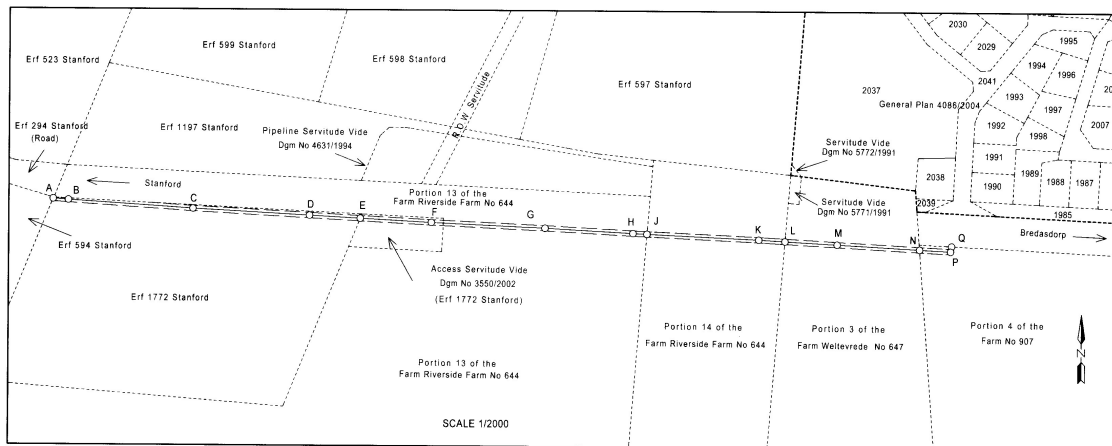 Erf 523 Stanford
Erf 599 Stanford
Erf 598 Stanford
Erf 597 Stanford
2037
General Plan 4086/2004
2030
2029
1995
1994
1996
2041
1993
1997
1992
1998
2007
1991
1990
1989
1988
1987
2038
2039
1985
Erf 294 Stanford
(Road)
Erf 1197 Stanford
Pipeline Servitude Vide
Dgm No 4631/1994
R.O.W Servitude
Servitude Vide
Dgm No 5772/1991
Servitude Vide
Dgm No 5771/1991
Stanford
Portion 13 of the
Farm Riverside Farm No 644
Bredasdorp
A
B
C
D
E
F
G
H
J
K
L
M
N
Q
P
Erf 594 Stanford
Access Servitude Vide
Dgm No 3550/2002
(Erf 1772 Stanford)
Erf 1772 Stanford
Portion 13 of the
Farm Riverside Farm No 644
Portion 14 of the
Farm Riverside Farm No 644
Portion 3 of the
Farm Weltevrede No 647
Portion 4 of the
Farm No 907
N
SCALE 1/2000